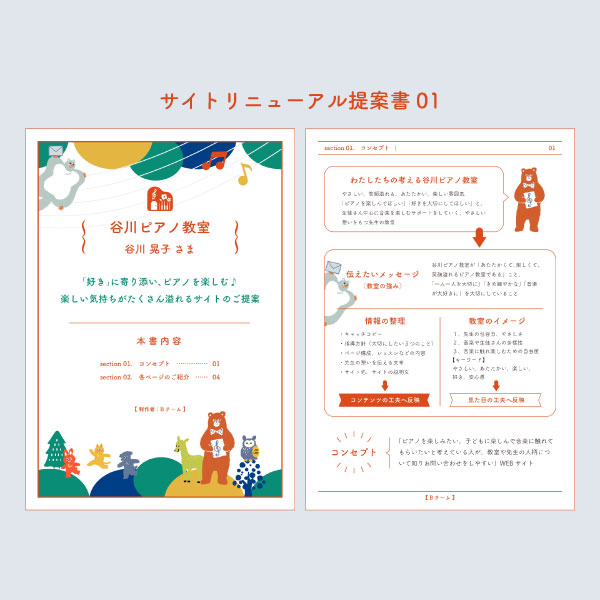 サイトリニューアル提案書 01
谷川ピアノ教室
谷川 晃子 さま
「好き」に寄り添い、ピアノを楽しむ♪
楽しい気持ちがたくさん溢れるサイトのご提案
本書内容
section 01. コンセプト ………… 01
section 02. 各ページのご紹介 …… 04
【 制作者：Bチーム 】
section 01. コンセプト |
01
わたしたちの考える谷川ピアノ教室
やさしい、笑顔溢れる、あたたかい、楽しい雰囲気
「ピアノを楽しんでほしい」「好きを大切にしてほしい」と、
生徒さん中心に音楽を楽しむサポートをしていく、やさしい
想いをもつ先生の教室
伝えたいメッセージ
（教室の強み）
谷川ピアノ教室が「あたたかくて、優しくて、
笑顔溢れるピアノ教室である」こと、
「一人一人を大切に」「きめ細やかな」「音楽
が大好きに」を大切にしていること
情報の整理
・キャッチコピー
・指導方針（大切にしたい３つのこと）
・ページ構成、レッスンなどの内容
・先生の想いを伝える文章
・サイト名、サイトの説明文
コンテンツの工夫へ反映
教室のイメージ
１、先生の包容力、やさしさ
２、音楽や生徒さんの多様性
３、音楽に触れ楽しむための自由度
【キーワード】
やさしい、あたたかい、楽しい、
好き、安心感
見た目の工夫へ反映
コンセプト
「ピアノを楽しみたい、子どもに楽しんで音楽に触れて
もらいたいと考えている人が、教室や先生の人柄につ
いて知りお問い合わせをしやすい」WEB サイト
【 Bチーム 】